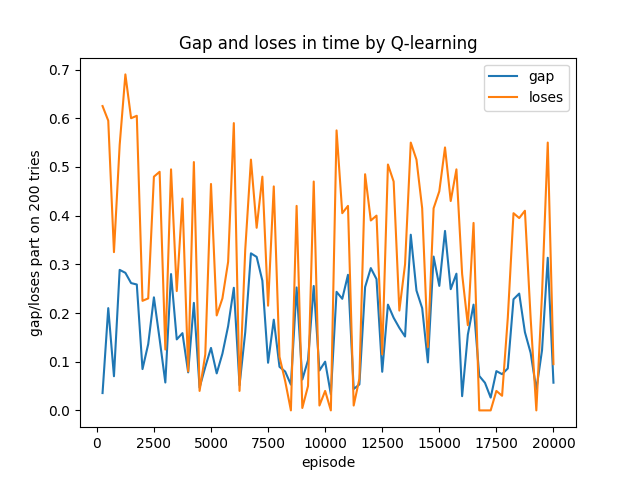 Gap and loses in time by Q-learning
gap
loses
gap/loses part on 200 tries
0.7
0.6
0.5
0.4
0.3
0.2
0.1
0.0
0 2500 5000 7500 10000 12500 15000 17500 20000
episode